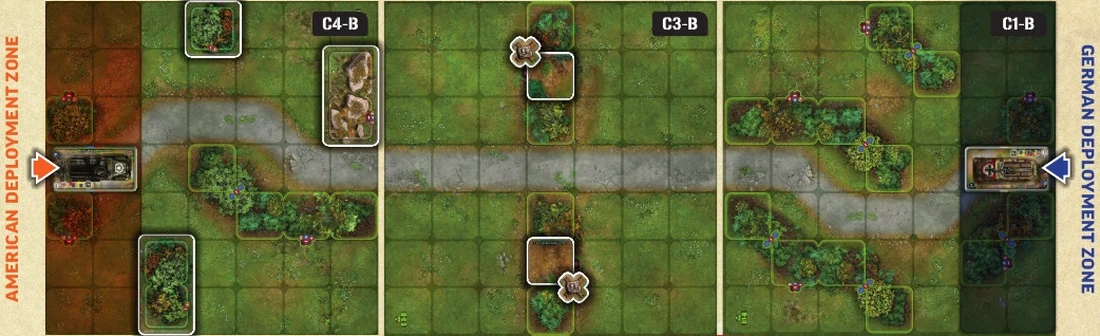 AMERICAN DEPLOYMENT ZONE
C4-B
C3-B
C1-B
GERMAN DEPLOYMENT ZONE